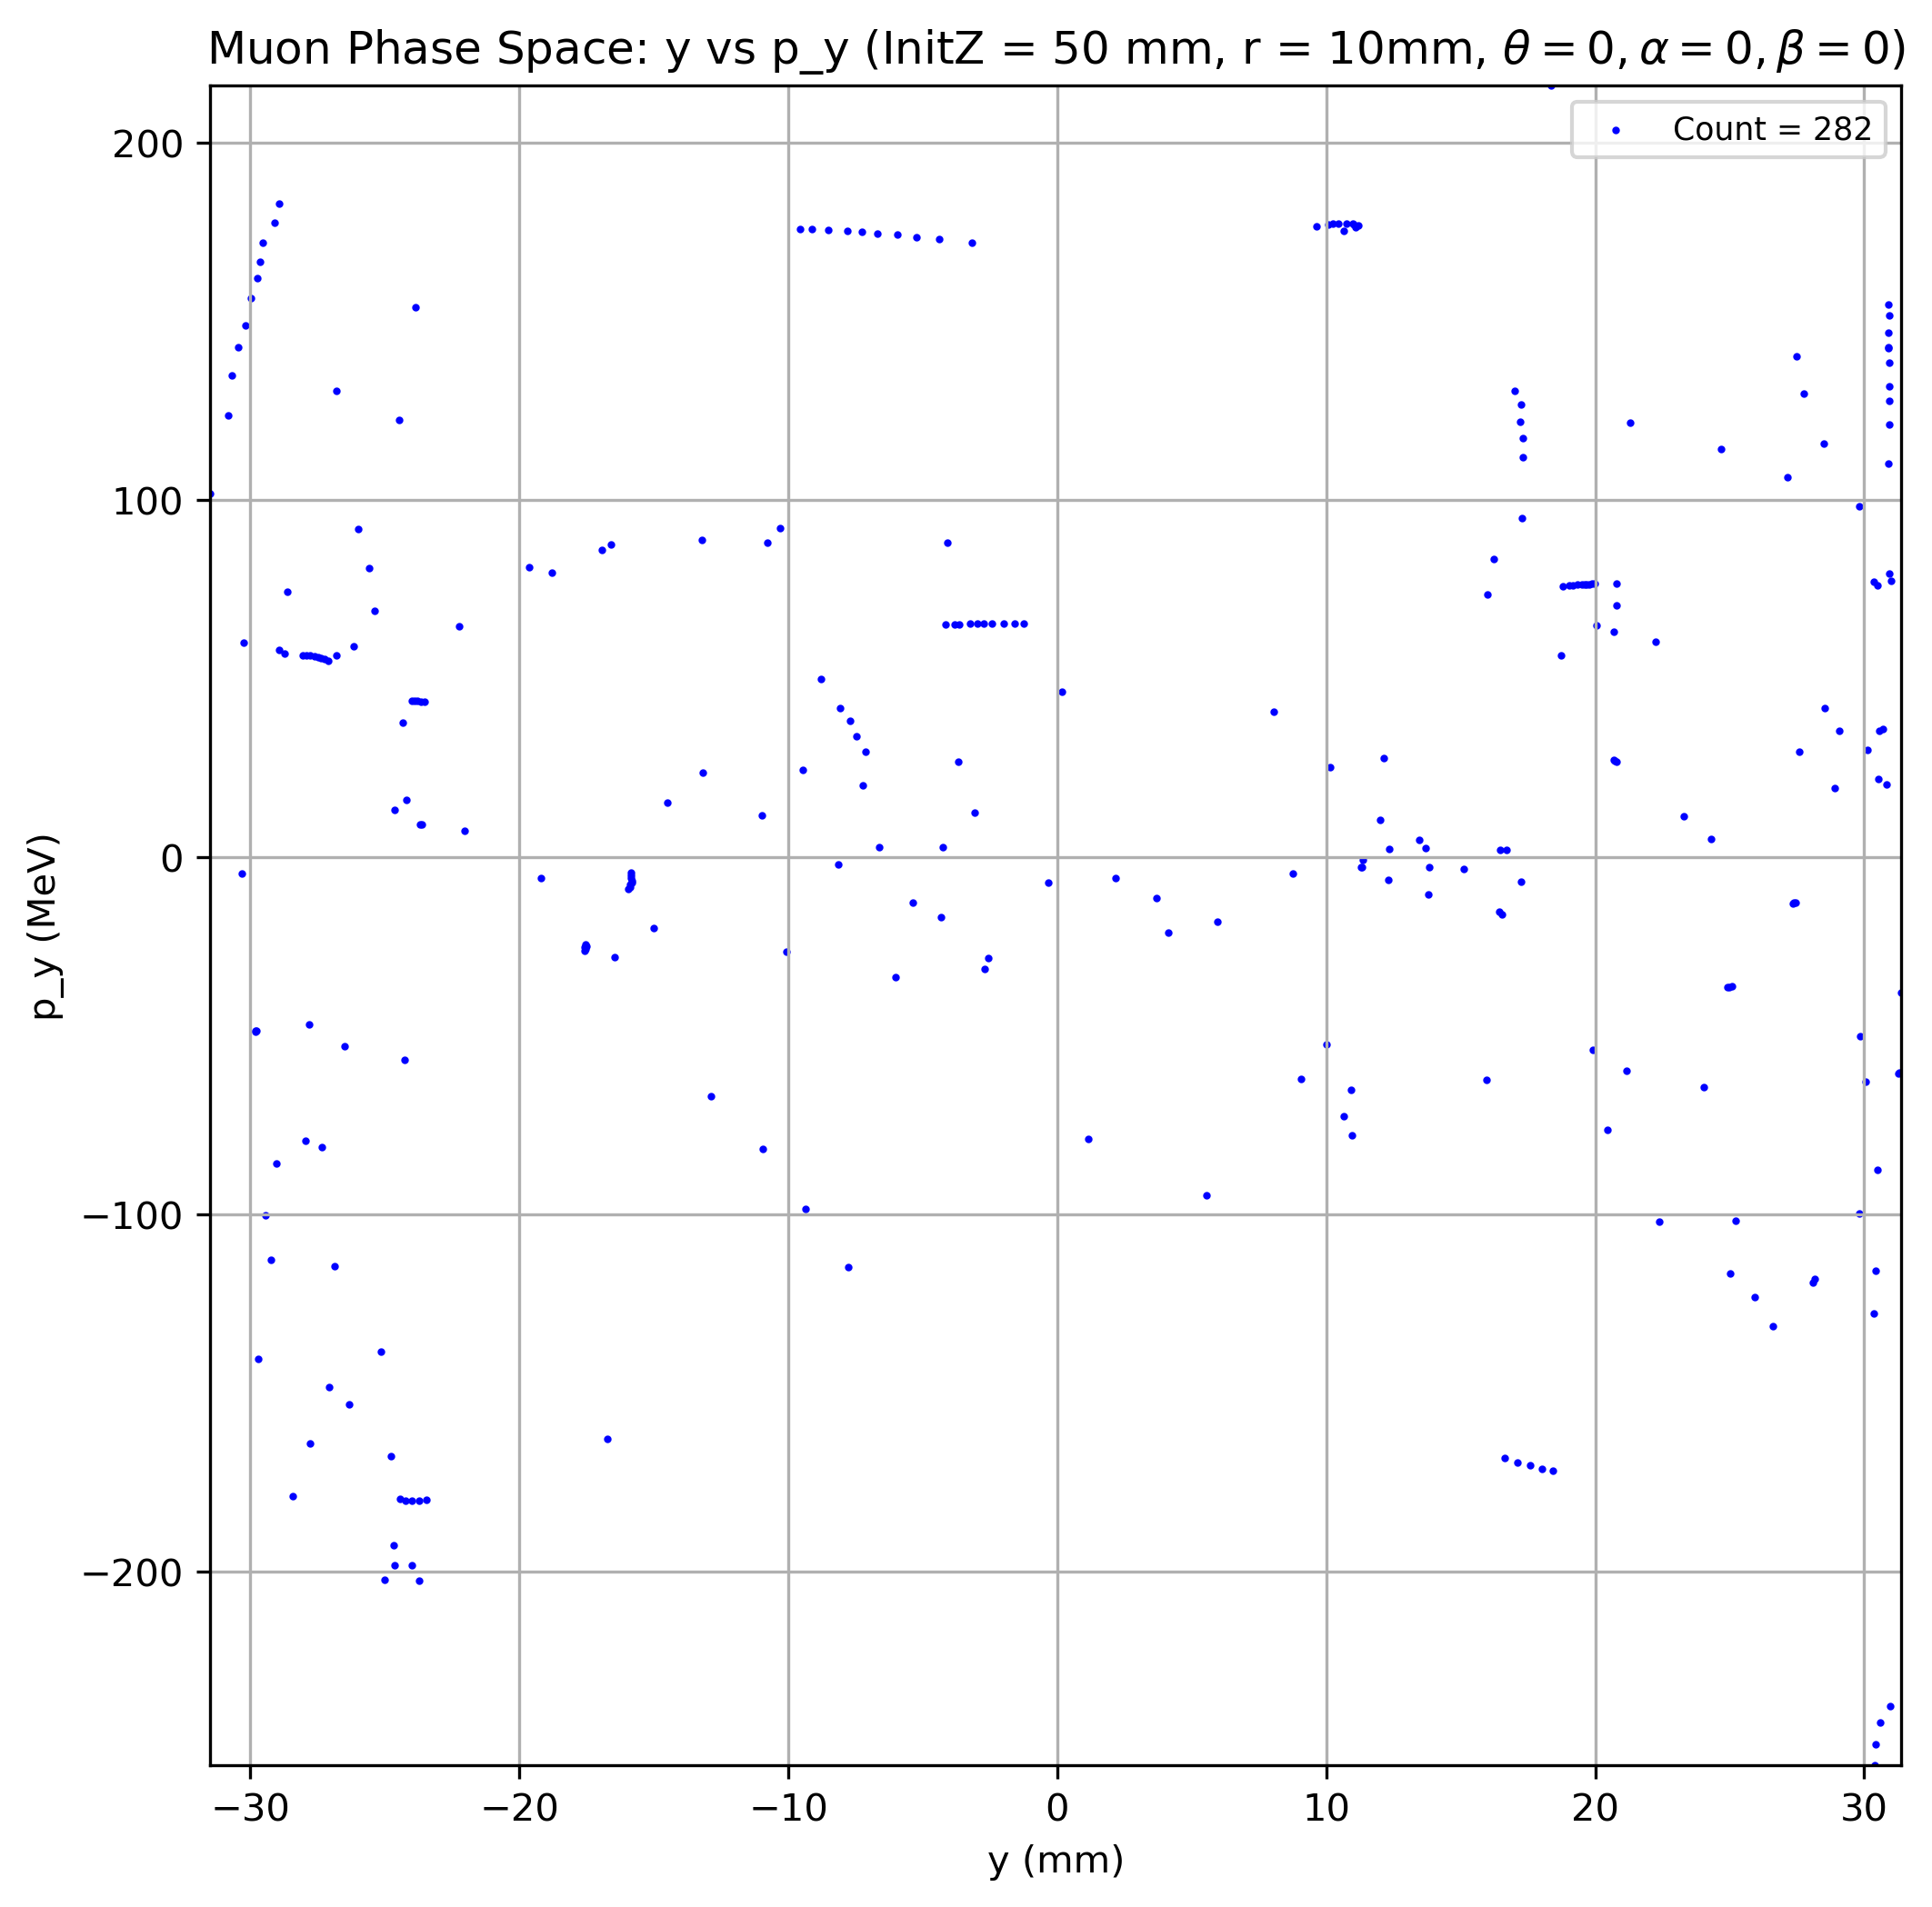 Muon Phase Space: y vs p_y (InitZ = 50 mm, r = 10mm, θ = 0, α = 0, β = 0)
Count = 282
200
100
0
−100
−200
p_y (MeV)
−30 −20 −10 0 10 20 30
y (mm)